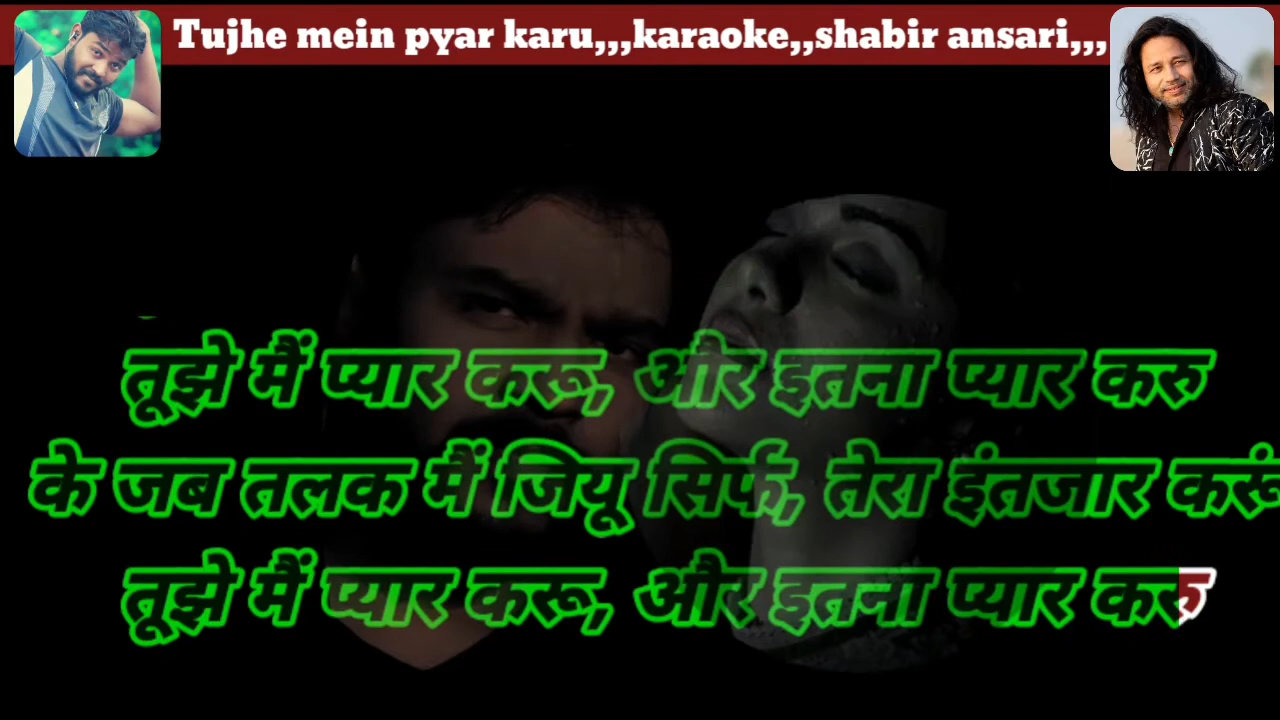 Tujhe mein pyar karu,,,karaoke,,shabir ansari,,,
तूझे मैं प्यार करू, और इतना प्यार करु
के जब तलक मैं जियू सिर्फ, तेरा इंतजार करूं
तूझे मैं प्यार करू, और इतना प्यार करु